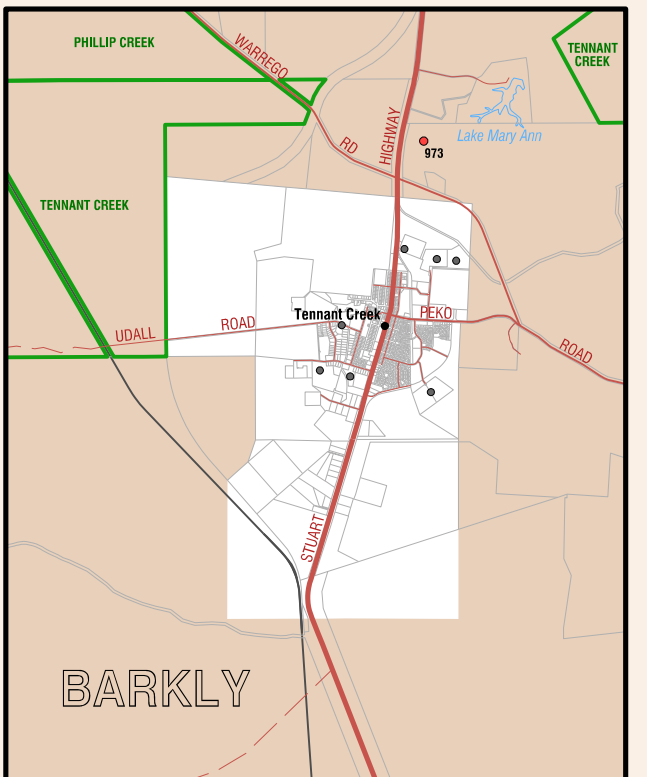 PHILLIP CREEK
WARREGO
TENNANT
CREEK
HIGHWAY
Lake Mary Ann
RD
973
TENNANT CREEK
Tennant Creek
PEKO
UDALL
ROAD
ROAD
STUART
BARKLY